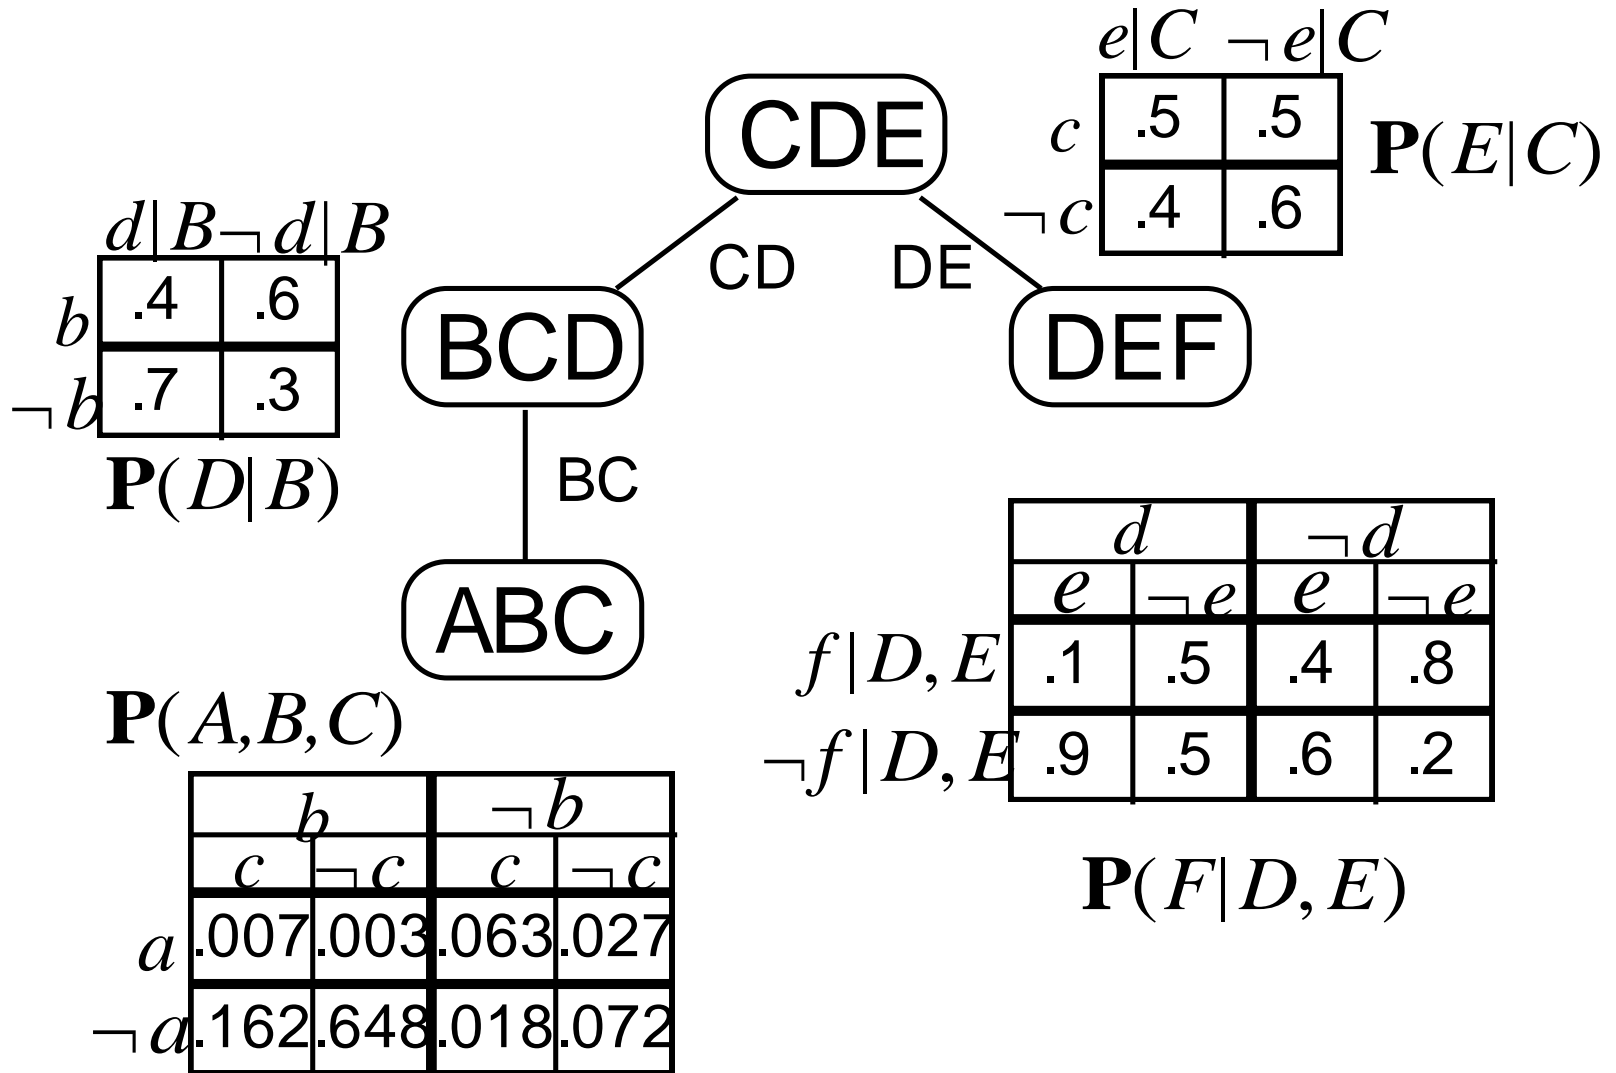 e|C ¬e|C
c .5 .5
¬c .4 .6
P(E|C)
CDE
d|B ¬d|B
b .4 .6
¬b .7 .3
P(D|B)
CD DE
BCD
DEF
BC
ABC
d ¬d
e ¬e e ¬e
f|D,E .1 .5 .4 .8
¬f|D,E .9 .5 .6 .2
P(F|D,E)
P(A,B,C)
b ¬b
c ¬c c ¬c
a .007 .003 .063 .027
¬a .162 .648 .018 .072